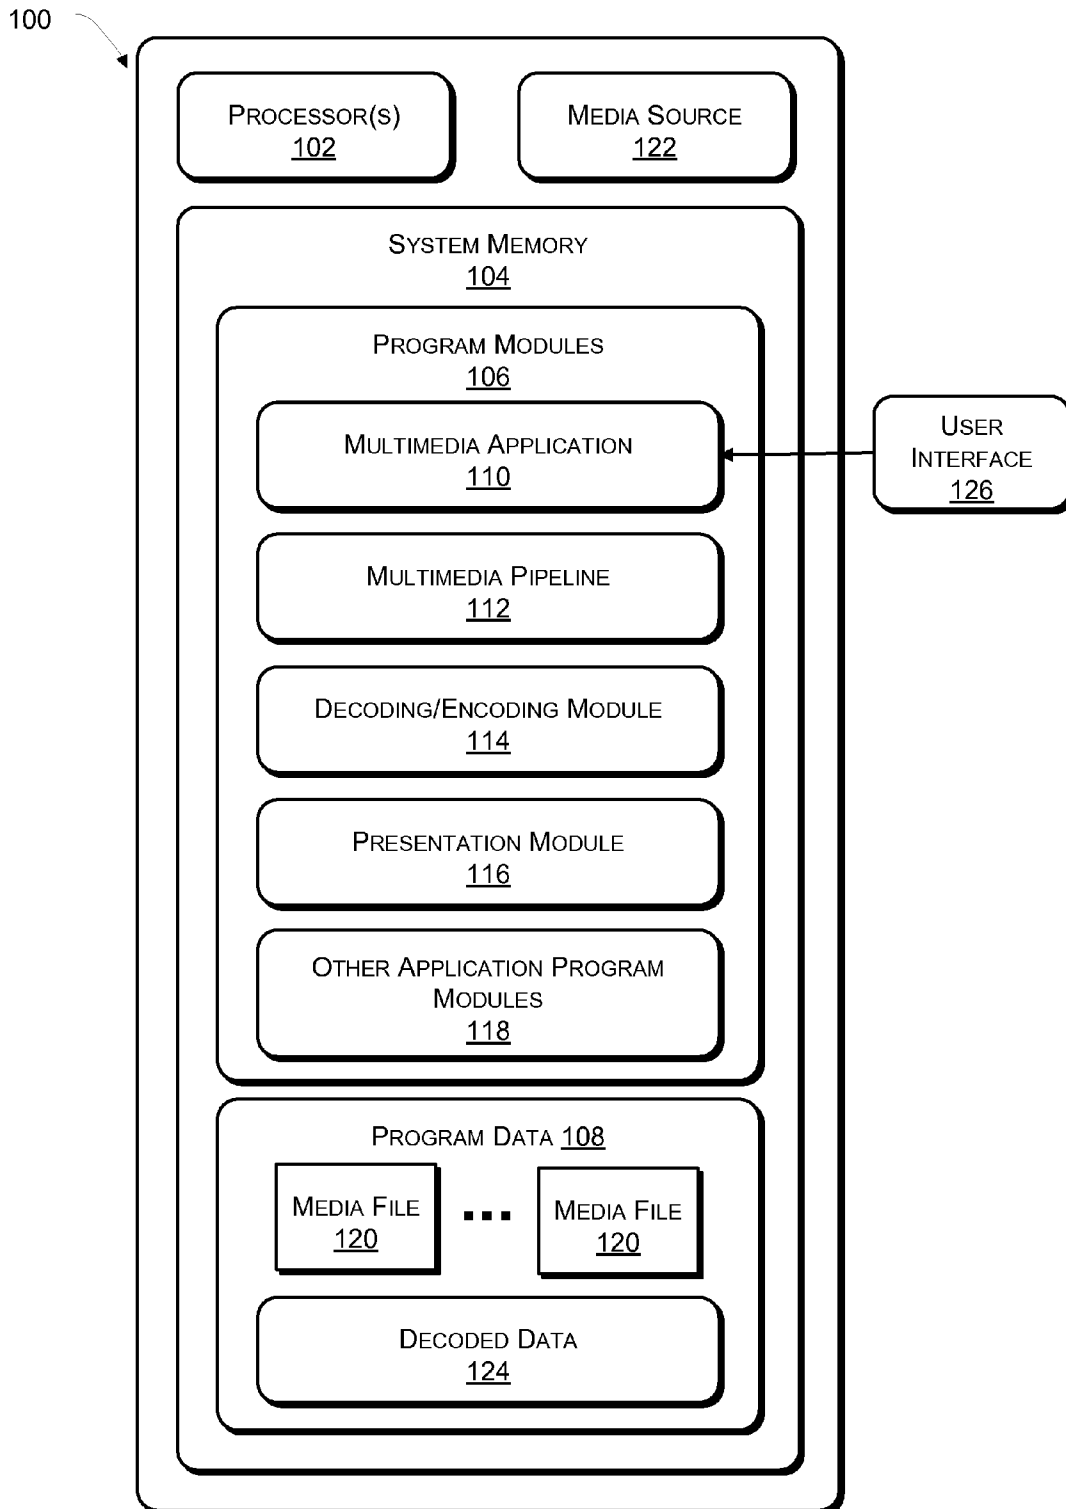 100
PROCESSOR(S)
102
MEDIA SOURCE
122
SYSTEM MEMORY
104
PROGRAM MODULES
106
MULTIMEDIA APPLICATION
110
USER
INTERFACE
126
MULTIMEDIA PIPELINE
112
DECODING/ENCODING MODULE
114
PRESENTATION MODULE
116
OTHER APPLICATION PROGRAM
MODULES
118
PROGRAM DATA 108
MEDIA FILE
120
...
MEDIA FILE
120
DECODED DATA
124